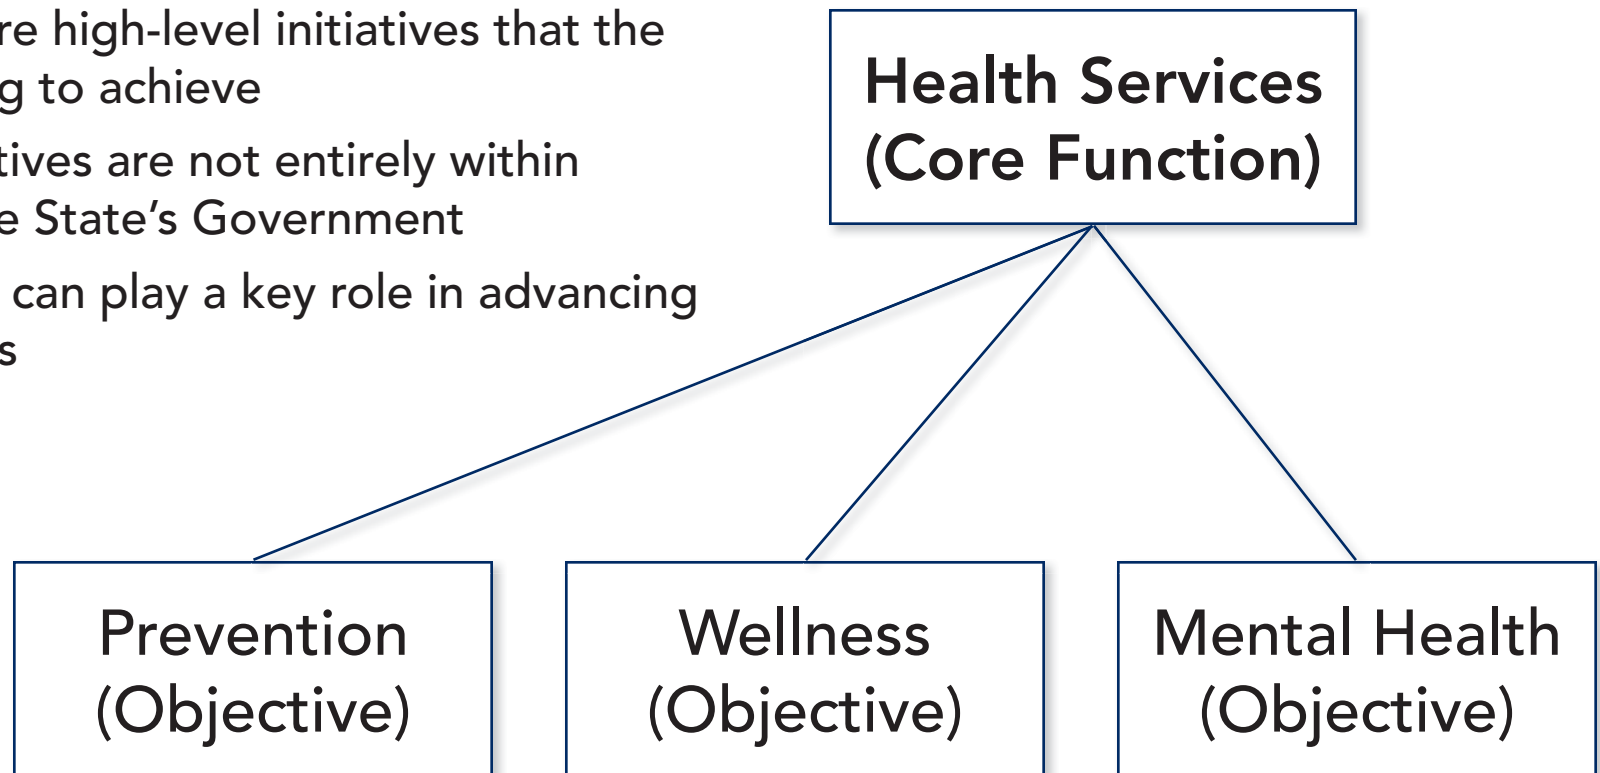 re high-level initiatives that the
g to achieve
tives are not entirely within
e State's Government
can play a key role in advancing
s
Health Services
(Core Function)
Prevention
(Objective)
Wellness
(Objective)
Mental Health
(Objective)